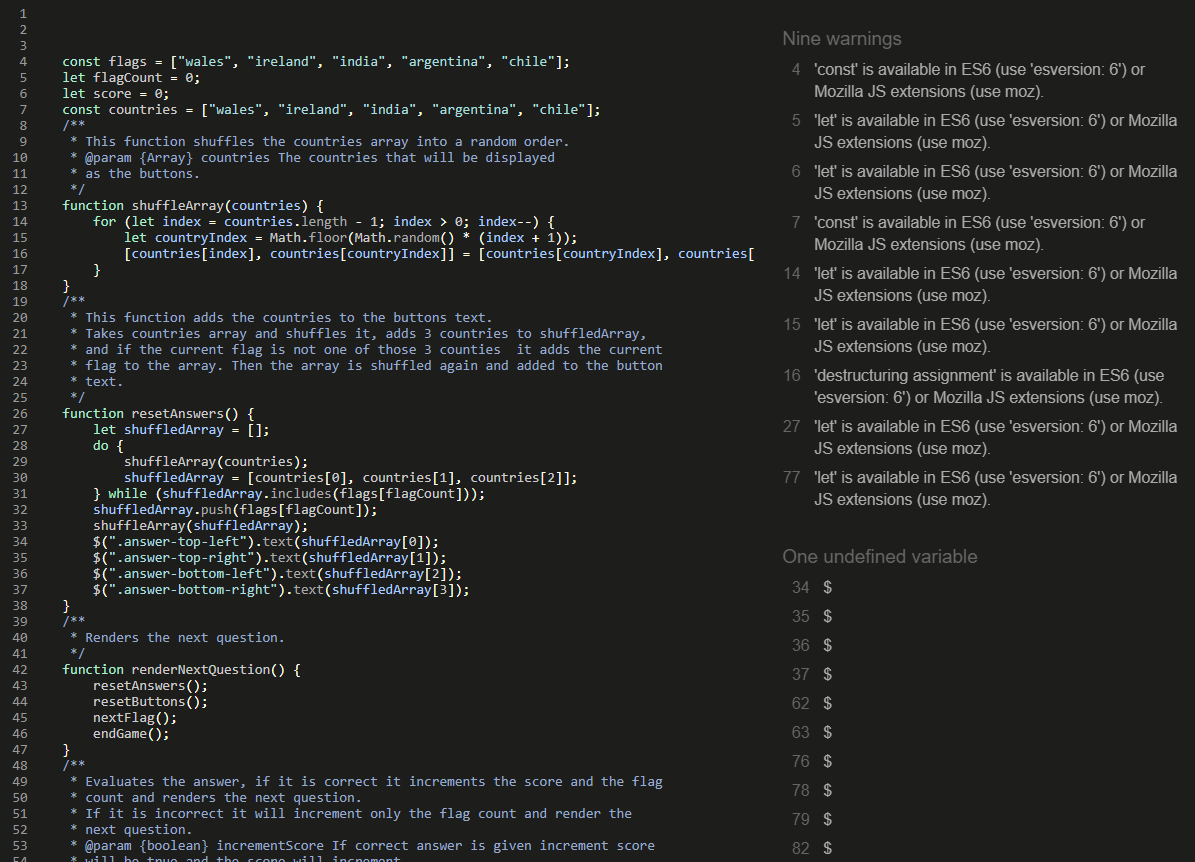 1
2
3
4 const flags = ["wales", "ireland", "india", "argentina", "chile"];
5 let flagCount = 0;
6 let score = 0;
7 const countries = ["wales", "ireland", "india", "argentina", "chile"];
8 /**
9 * This function shuffles the countries array into a random order.
10 * @param {Array} countries The countries that will be displayed
11 * as the buttons.
12 */
13 function shuffleArray(countries) {
14 for (let index = countries.length - 1; index > 0; index--) {
15 let countryIndex = Math.floor(Math.random() * (index + 1));
16 [countries[index], countries[countryIndex]] = [countries[countryIndex], countries[
17 }
18 }
19 /**
20 * This function adds the countries to the buttons text.
21 * Takes countries array and shuffles it, adds 3 countries to shuffledArray,
22 * and if the current flag is not one of those 3 counties  it adds the current
23 * flag to the array. Then the array is shuffled again and added to the button
24 * text.
25 */
26 function resetAnswers() {
27 let shuffledArray = [];
28 do {
29 shuffleArray(countries);
30 shuffledArray = [countries[0], countries[1], countries[2]];
31 } while (shuffledArray.includes(flags[flagCount]));
32 shuffledArray.push(flags[flagCount]);
33 shuffleArray(shuffledArray);
34 $(".answer-top-left").text(shuffledArray[0]);
35 $(".answer-top-right").text(shuffledArray[1]);
36 $(".answer-bottom-left").text(shuffledArray[2]);
37 $(".answer-bottom-right").text(shuffledArray[3]);
38 }
39 /**
40 * Renders the next question.
41 */
42 function renderNextQuestion() {
43 resetAnswers();
44 resetButtons();
45 nextFlag();
46 endGame();
47 }
48 /**
49 * Evaluates the answer, if it is correct it increments the score and the flag
50 * count and renders the next question.
51 * If it is incorrect it will increment only the flag count and render the
52 * next question.
53 * @param {boolean} incrementScore If correct answer is given increment score
54 * will be true and the score will increment
Nine warnings
4 'const' is available in ES6 (use 'esversion: 6') or
Mozilla JS extensions (use moz).
5 'let' is available in ES6 (use 'esversion: 6') or Mozilla
JS extensions (use moz).
6 'let' is available in ES6 (use 'esversion: 6') or Mozilla
JS extensions (use moz).
7 'const' is available in ES6 (use 'esversion: 6') or
Mozilla JS extensions (use moz).
14 'let' is available in ES6 (use 'esversion: 6') or Mozilla
JS extensions (use moz).
15 'let' is available in ES6 (use 'esversion: 6') or Mozilla
JS extensions (use moz).
16 'destructuring assignment' is available in ES6 (use
'esversion: 6') or Mozilla JS extensions (use moz).
27 'let' is available in ES6 (use 'esversion: 6') or Mozilla
JS extensions (use moz).
77 'let' is available in ES6 (use 'esversion: 6') or Mozilla
JS extensions (use moz).
One undefined variable
34 $
35 $
36 $
37 $
62 $
63 $
76 $
78 $
79 $
82 $